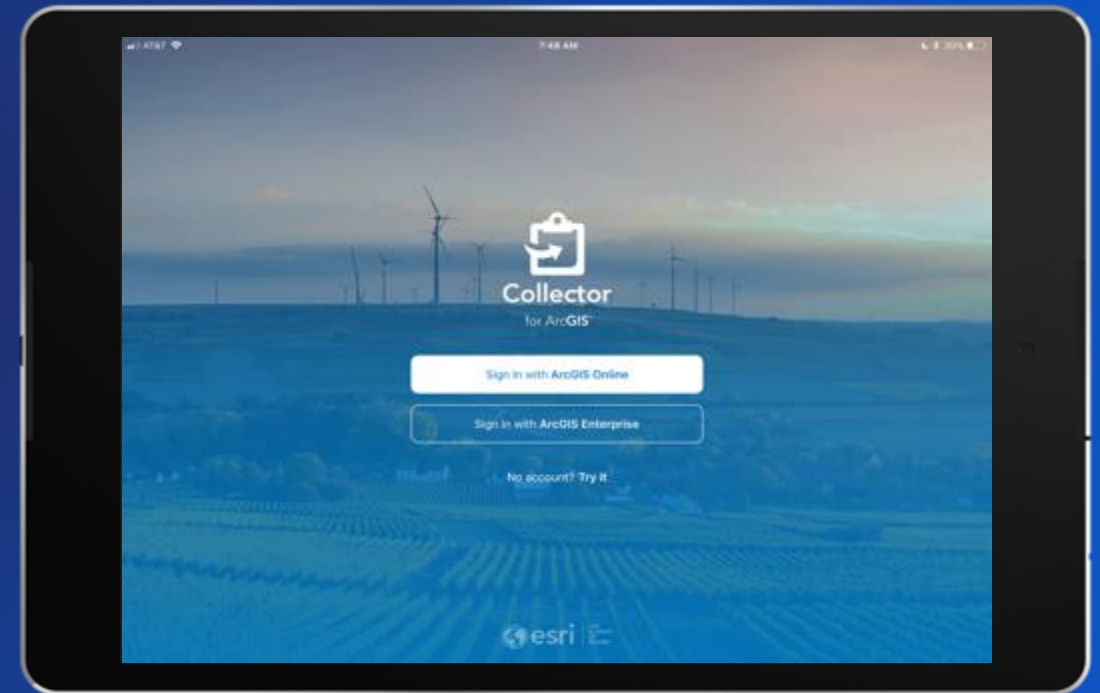 AT&T
7:48 AM
30%
Collector
for ArcGIS
Sign in with ArcGIS Online
Sign in with ArcGIS Enterprise
No account? Try it
esri